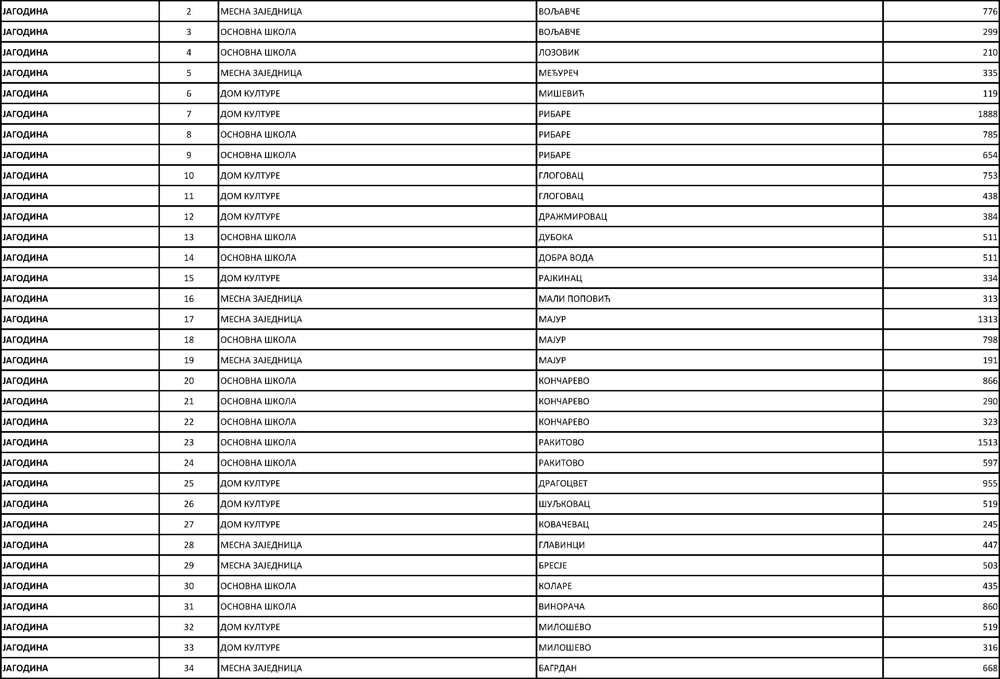 ЈАГОДИНА 2 МЕСНА ЗАЈЕДНИЦА ВОЉАВЧЕ 776
ЈАГОДИНА 3 ОСНОВНА ШКОЛА ВОЉАВЧЕ 299
ЈАГОДИНА 4 ОСНОВНА ШКОЛА ЛОЗОВИК 210
ЈАГОДИНА 5 МЕСНА ЗАЈЕДНИЦА МЕЂУРЕЧ 335
ЈАГОДИНА 6 ДОМ КУЛТУРЕ МИШЕВИЋ 119
ЈАГОДИНА 7 ДОМ КУЛТУРЕ РИБАРЕ 1888
ЈАГОДИНА 8 ОСНОВНА ШКОЛА РИБАРЕ 785
ЈАГОДИНА 9 ОСНОВНА ШКОЛА РИБАРЕ 654
ЈАГОДИНА 10 ДОМ КУЛТУРЕ ГЛОГОВАЦ 753
ЈАГОДИНА 11 ДОМ КУЛТУРЕ ГЛОГОВАЦ 438
ЈАГОДИНА 12 ДОМ КУЛТУРЕ ДРАЖМИРОВАЦ 384
ЈАГОДИНА 13 ОСНОВНА ШКОЛА ДУБОКА 511
ЈАГОДИНА 14 ОСНОВНА ШКОЛА ДОБРА ВОДА 511
ЈАГОДИНА 15 ДОМ КУЛТУРЕ РАЈКИНАЦ 334
ЈАГОДИНА 16 МЕСНА ЗАЈЕДНИЦА МАЛИ ПОПОВИЋ 313
ЈАГОДИНА 17 МЕСНА ЗАЈЕДНИЦА МАЈУР 1313
ЈАГОДИНА 18 ОСНОВНА ШКОЛА МАЈУР 798
ЈАГОДИНА 19 МЕСНА ЗАЈЕДНИЦА МАЈУР 191
ЈАГОДИНА 20 ОСНОВНА ШКОЛА КОНЧАРЕВО 866
ЈАГОДИНА 21 ОСНОВНА ШКОЛА КОНЧАРЕВО 290
ЈАГОДИНА 22 ОСНОВНА ШКОЛА КОНЧАРЕВО 323
ЈАГОДИНА 23 ОСНОВНА ШКОЛА РАКИТОВО 1513
ЈАГОДИНА 24 ОСНОВНА ШКОЛА РАКИТОВО 597
ЈАГОДИНА 25 ДОМ КУЛТУРЕ ДРАГОЦВЕТ 955
ЈАГОДИНА 26 ДОМ КУЛТУРЕ ШУЉКОВАЦ 519
ЈАГОДИНА 27 ДОМ КУЛТУРЕ КОВАЧЕВАЦ 245
ЈАГОДИНА 28 МЕСНА ЗАЈЕДНИЦА ГЛАВИНЦИ 447
ЈАГОДИНА 29 МЕСНА ЗАЈЕДНИЦА БРЕСЈЕ 503
ЈАГОДИНА 30 ОСНОВНА ШКОЛА КОЛАРЕ 435
ЈАГОДИНА 31 ОСНОВНА ШКОЛА ВИНОРАЧА 860
ЈАГОДИНА 32 ДОМ КУЛТУРЕ МИЛОШЕВО 519
ЈАГОДИНА 33 ДОМ КУЛТУРЕ МИЛОШЕВО 316
ЈАГОДИНА 34 МЕСНА ЗАЈЕДНИЦА БАГРДАН 668